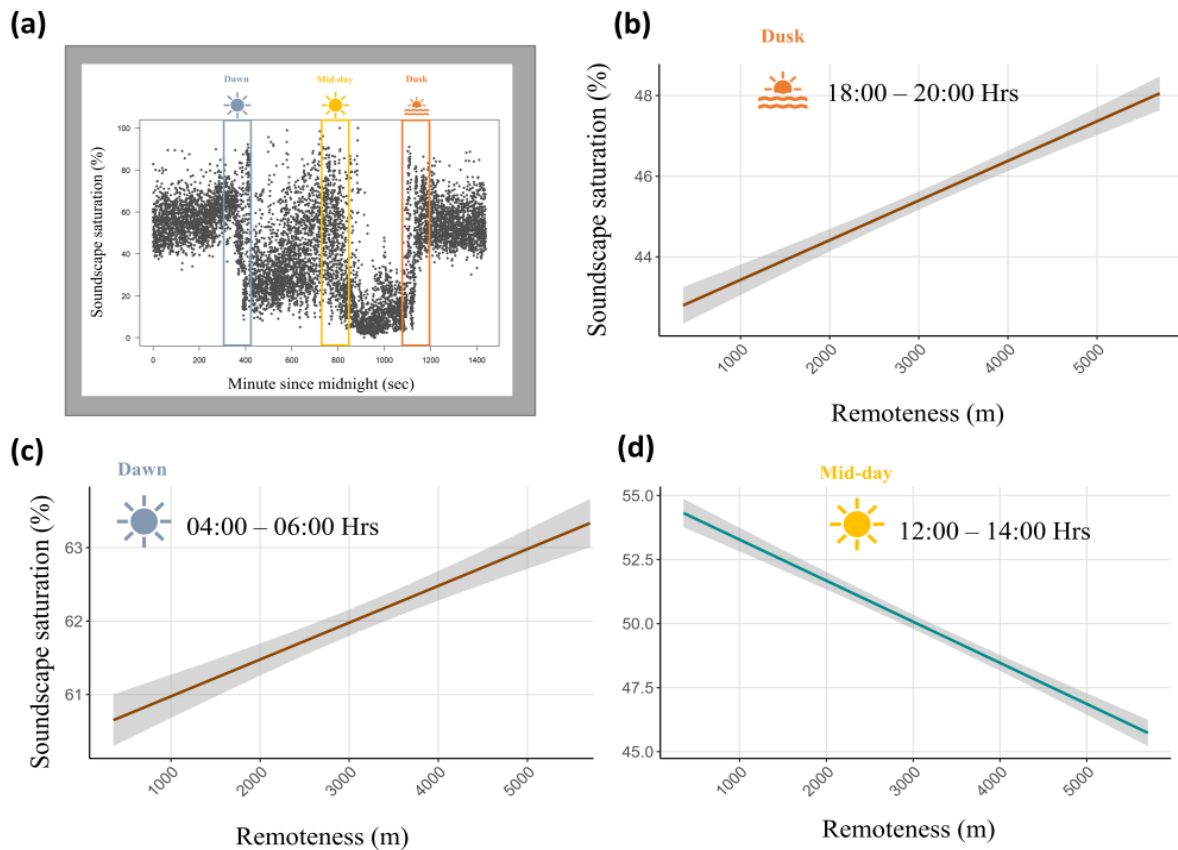 (a)
Dawn
Mid-day
Dusk
Soundscape saturation (%)
100
80
60
40
20
0
0 200 400 600 800 1000 1200 1400
Minute since midnight (sec)
(b)
Dusk
18:00 – 20:00 Hrs
Soundscape saturation (%)
48
46
44
1000 2000 3000 4000 5000
Remoteness (m)
(c)
Dawn
04:00 – 06:00 Hrs
Soundscape saturation (%)
63
62
61
1000 2000 3000 4000 5000
Remoteness (m)
(d)
Mid-day
12:00 – 14:00 Hrs
55.0
52.5
50.0
47.5
45.0
1000 2000 3000 4000 5000
Remoteness (m)